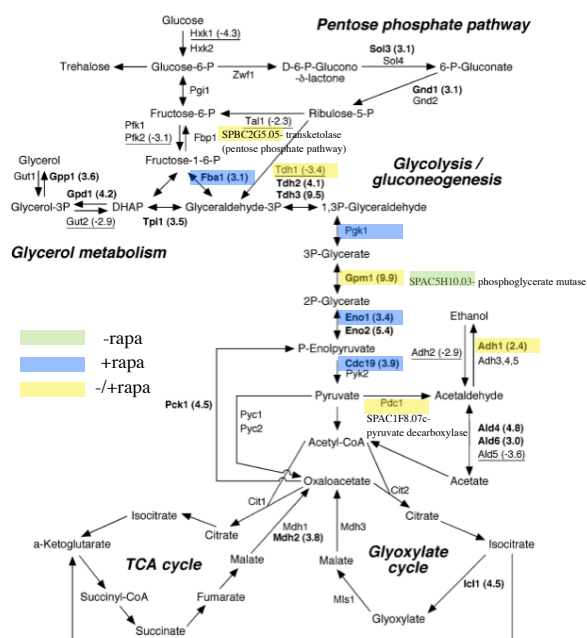 Glucose
Pentose phosphate pathway
Hxk1 (-4.3)
Hxk2
Sol3 (3.1)
Trehalose
Glucose-6-P
D-6-P-Glucono
-δ-lactone
Sol4
6-P-Gluconate
Zwf1
Pgi1
Gnd1 (3.1)
Gnd2
Fructose-6-P
Ribulose-5-P
Tal1 (-2.3)
Pfk1
Pfk2 (-3.1)
Fbp1
SPBC2G5.05- transketolase
(pentose phosphate pathway)
Glycerol
Fructose-1-6-P
Glycolysis /
gluconeogenesis
Gut1
Gpp1 (3.6)
Fba1 (3.1)
Tdh1 (-3.4)
Tdh2 (4.1)
Tdh3 (9.5)
Gpd1 (4.2)
Glycerol-3P
DHAP
Glyceraldehyde-3P
1,3P-Glyceraldehyde
Gut2 (-2.9)
Tpi1 (3.5)
Pgk1
Glycerol metabolism
3P-Glycerate
Gpm1 (9.9)
SPAC5H10.03- phosphoglycerate mutase
2P-Glycerate
Eno1 (3.4)
Eno2 (5.4)
Ethanol
-rapa
+rapa
-/+rapa
P-Enolpyruvate
Adh2 (-2.9)
Adh1 (2.4)
Adh3,4,5
Cdc19 (3.9)
Pyk2
Pck1 (4.5)
Pyruvate
Pdc1
Acetaldehyde
SPAC1F8.07c-
pyruvate decarboxylase
Pyc1
Pyc2
Ald4 (4.8)
Ald6 (3.0)
Ald5 (-3.6)
Acetyl-CoA
Oxaloacetate
Acetate
Cit1
Cit2
Isocitrate
Citrate
Citrate
Mdh1
Mdh2 (3.8)
Mdh3
a-Ketoglutarate
Isocitrate
TCA cycle
Malate
Malate
Glyoxylate
cycle
Icl1 (4.5)
Succinyl-CoA
Fumarate
Mls1
Glyoxylate
Succinate